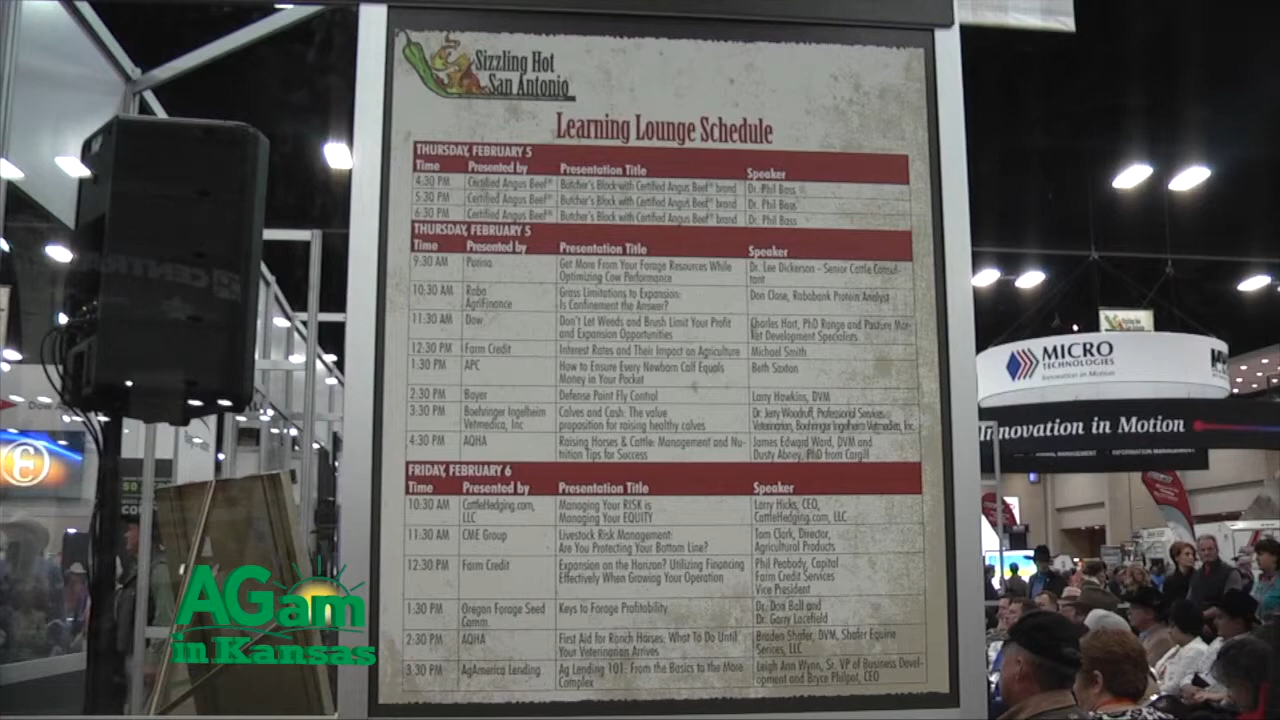 Sizzling Hot
San Antonio
Learning Lounge Schedule
THURSDAY, FEBRUARY 5
Time Presented by Presentation Title Speaker
4:30 PM Certified Angus Beef® Butcher's Block with Certified Angus Beef® brand Dr. Phil Bass
5:30 PM Certified Angus Beef® Butcher's Block with Certified Angus Beef® brand Dr. Phil Bass
6:30 PM Certified Angus Beef® Butcher's Block with Certified Angus Beef® brand Dr. Phil Bass
THURSDAY, FEBRUARY 5
Time Presented by Presentation Title Speaker
9:30 AM Purina Get More From Your Forage Resources While Dr. Lee Dickerson - Senior Cattle Consul-
Optimizing Cow Performance tant
10:30 AM Rabo Grass Limitations to Expansion: Don Close, Rabobank Protein Analyst
AgriFinance Is Confinement the Answer?
11:30 AM Dow Don't Let Weeds and Brush Limit Your Profit Charles Hart, PhD Range and Pasture Mar-
and Expansion Opportunities ket Development Specialists
12:30 PM Farm Credit Interest Rates and Their Impact on Agriculture Michael Smith
1:30 PM APC How to Ensure Every Newborn Calf Equals Beth Saxton
Money in Your Pocket
2:30 PM Bayer Defense Point Fly Control Larry Hawkins, DVM
3:30 PM Boehringer Ingelheim Calves and Cash: The value Dr. Jerry Woodruff, Professional Services
Vetmedica, Inc proposition for raising healthy calves Veterinarian, Boehringer Ingelheim Vetmedica, Inc.
4:30 PM AQHA Raising Horses & Cattle: Management and Nu- James Edward Ward, DVM and
trition Tips for Success Dusty Abney, PhD from Cargill
FRIDAY, FEBRUARY 6
Time Presented by Presentation Title Speaker
10:30 AM CattleHedging.com, Managing Your RISK is Larry Hicks, CEO,
LLC Managing Your EQUITY CattleHedging.com, LLC
11:30 AM CME Group Livestock Risk Management: Tom Clark, Director,
Are You Protecting Your Bottom Line? Agricultural Products
12:30 PM Farm Credit Expansion on the Horizon? Utilizing Financing Phil Peabody, Capital
Effectively When Growing Your Operation Farm Credit Services
Vice President
1:30 PM Oregon Forage Seed Keys to Forage Profitability Dr. Don Ball and
Comm. Dr. Garry Lacefield
2:30 PM AQHA First Aid for Ranch Horses: What To Do Until Braden Shafer, DVM, Shafer Equine
Your Veterinarian Arrives Serices, LLC
3:30 PM AgAmerica Lending Ag Lending 101: From the Basics to the More Leigh Ann Wynn, Sr. VP of Business Devel-
Complex opment and Bryce Philpot, CEO
MICRO
TECHNOLOGIES
Innovation in Motion
Innovation in Motion
INFORMATION MANAGEMENT
AGam
in Kansas